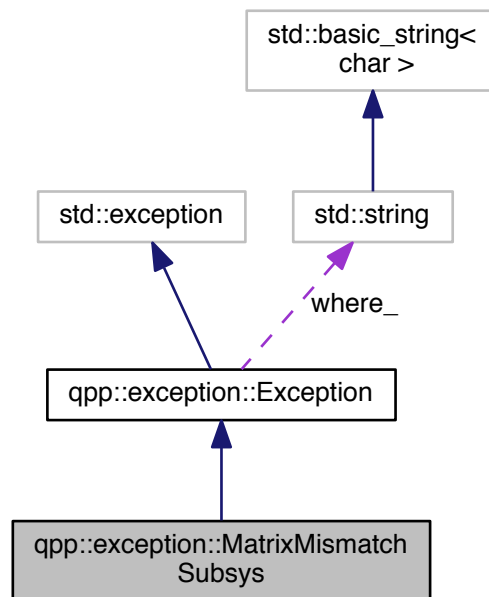 std::basic_string<
char >
std::exception
std::string
where_
qpp::exception::Exception
qpp::exception::MatrixMismatch
Subsys